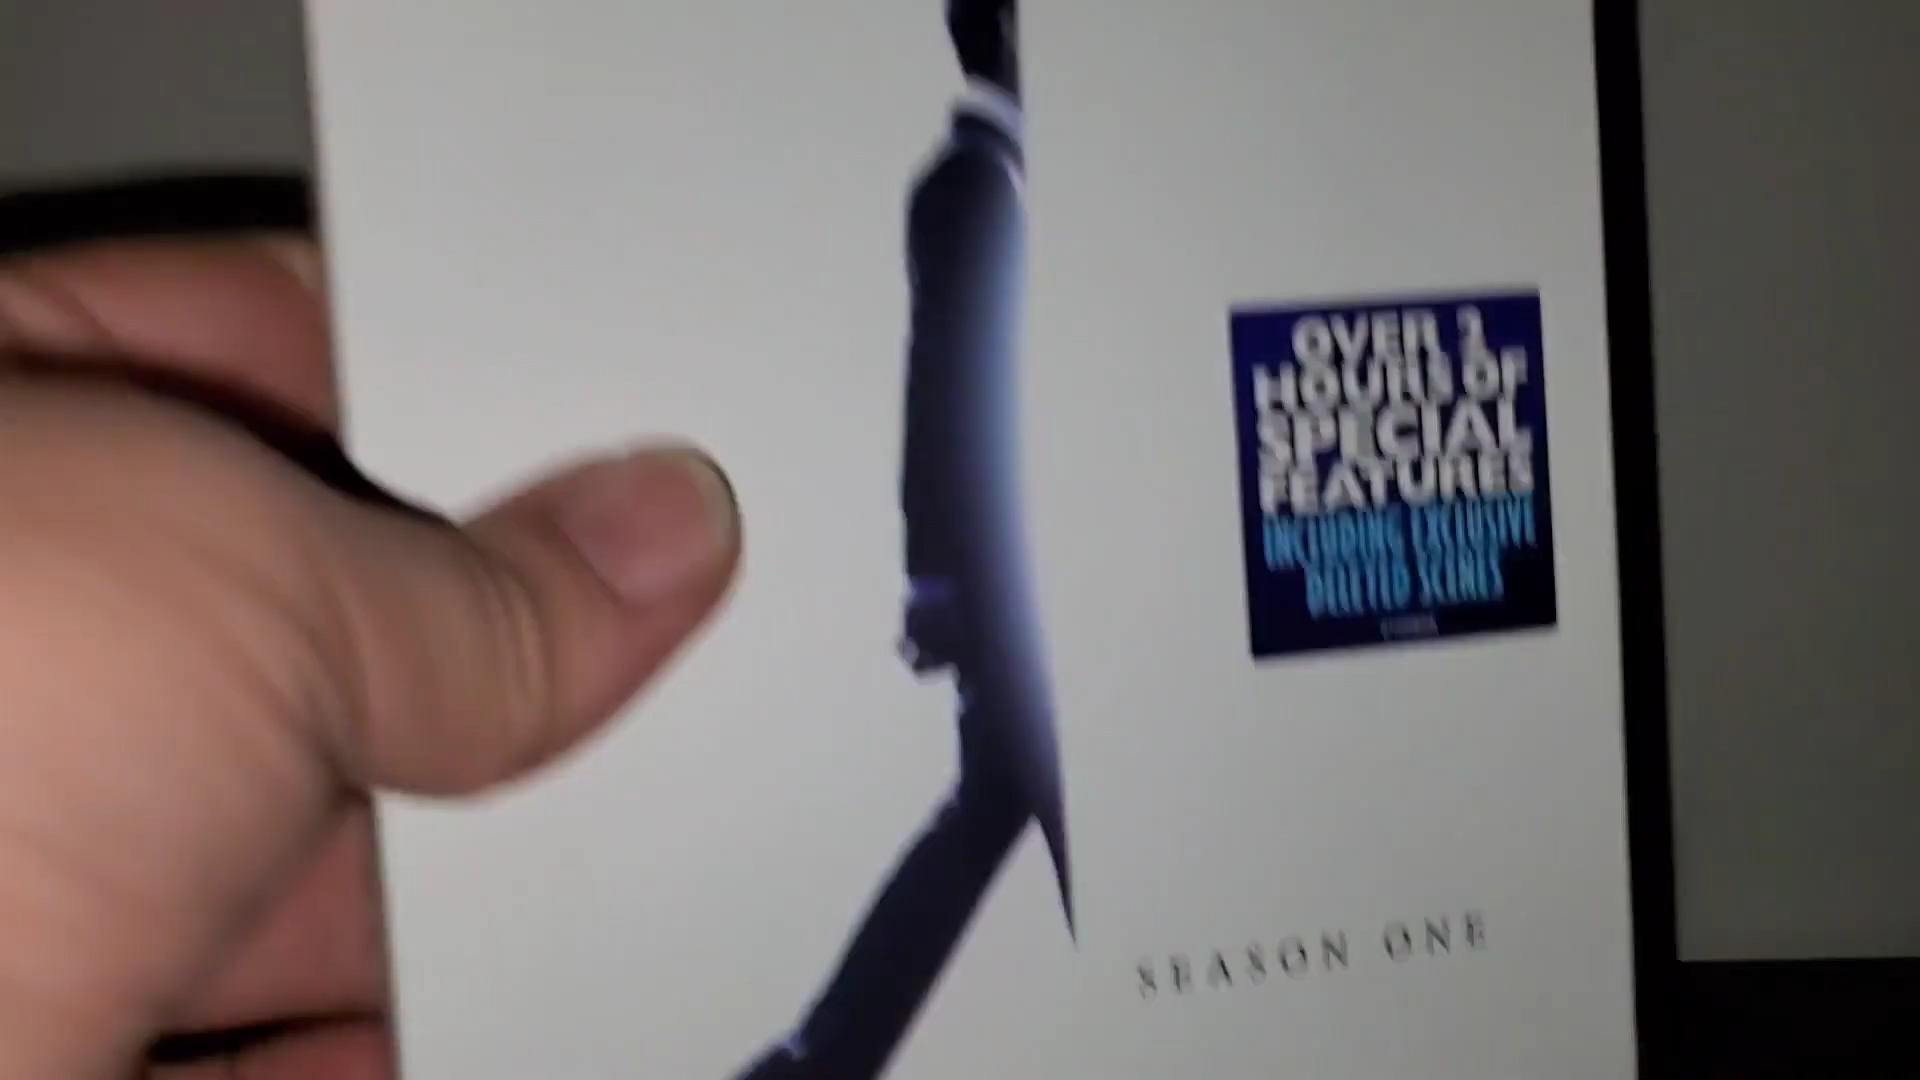 OVER 3
HOURS OF
SPECIAL
FEATURES
INCLUDING EXCLUSIVE
DELETED SCENES
SEASON ONE